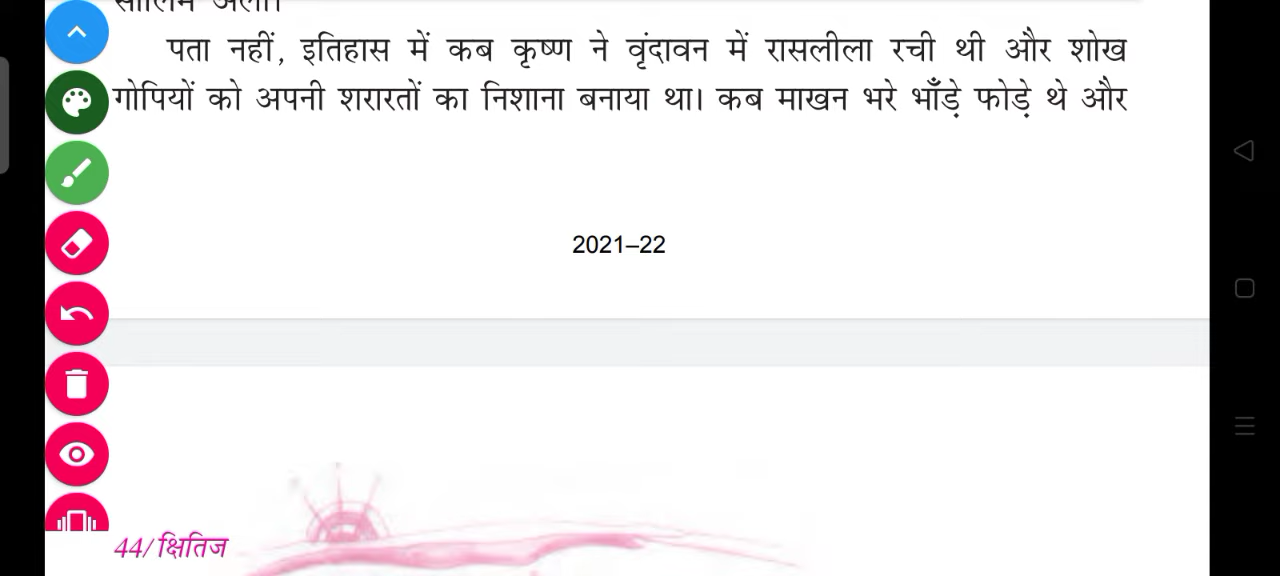 सालिम अली।
पता नहीं, इतिहास में कब कृष्ण ने वृंदावन में रासलीला रची थी और शोख
गोपियों को अपनी शरारतों का निशाना बनाया था। कब माखन भरे भाँड़े फोड़े थे और
2021–22
44/क्षितिज